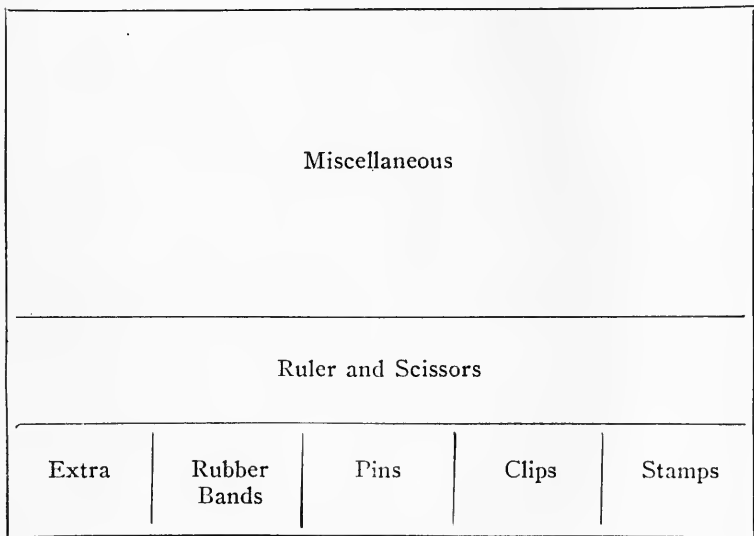 Miscellaneous
Ruler and Scissors
Extra
Rubber
Bands
Pins
Clips
Stamps